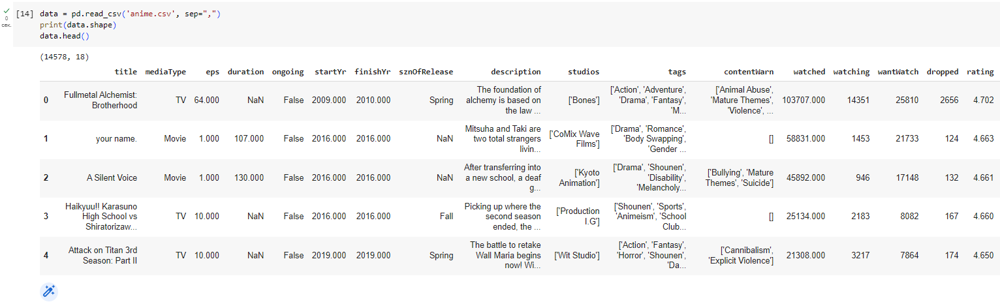 [14] data = pd.read_csv('anime.csv', sep=",")
0
сек.
print(data.shape)
data.head()
(14578, 18)
title mediaType eps duration ongoing startYr finishYr sznOfRelease description studios tags contentWarn watched watching wantWatch dropped rating
0 Fullmetal Alchemist: Brotherhood TV 64.000 NaN False 2009.000 2010.000 Spring The foundation of alchemy is based on the law ... ['Bones'] ['Action', 'Adventure', 'Drama', 'Fantasy', 'M... ['Animal Abuse', 'Mature Themes', 'Violence', ... 103707.000 14351 25810 2656 4.702
1 your name. Movie 1.000 107.000 False 2016.000 2016.000 NaN Mitsuha and Taki are two total strangers livin... ['CoMix Wave Films'] ['Drama', 'Romance', 'Body Swapping', 'Gender ... [] 58831.000 1453 21733 124 4.663
2 A Silent Voice Movie 1.000 130.000 False 2016.000 2016.000 NaN After transferring into a new school, a deaf g... ['Kyoto Animation'] ['Drama', 'Shounen', 'Disability', 'Melancholy... ['Bullying', 'Mature Themes', 'Suicide'] 45892.000 946 17148 132 4.661
3 Haikyuu!! Karasuno High School vs Shiratorizaw... TV 10.000 NaN False 2016.000 2016.000 Fall Picking up where the second season ended, the ... ['Production I.G'] ['Shounen', 'Sports', 'Animeism', 'School Club... [] 25134.000 2183 8082 167 4.660
4 Attack on Titan 3rd Season: Part II TV 10.000 NaN False 2019.000 2019.000 Spring The battle to retake Wall Maria begins now! Wi... ['Wit Studio'] ['Action', 'Fantasy', 'Horror', 'Shounen', 'Da... ['Cannibalism', 'Explicit Violence'] 21308.000 3217 7864 174 4.650